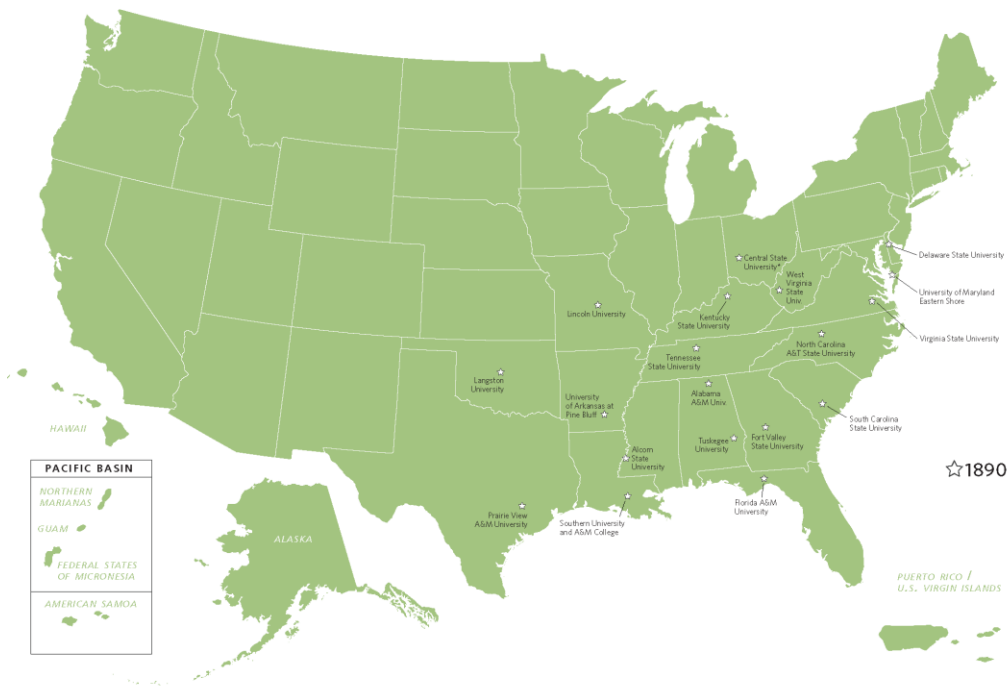 Delaware State University
Central State
University*
West
Virginia
State
Univ.
University of Maryland
Eastern Shore
Lincoln University
Kentucky
State University
Virginia State University
North Carolina
A&T State University
Tennessee
State University
Langston
University
Alabama
A&M Univ.
University
of Arkansas at
Pine Bluff
South Carolina
State University
HAWAII
Tuskegee
University
Fort Valley
State University
Alcorn
State
University
PACIFIC BASIN
1890
NORTHERN
MARIANAS
GUAM
FEDERAL STATES
OF MICRONESIA
AMERICAN SAMOA
ALASKA
Prairie View
A&M University
Southern University
and A&M College
Florida A&M
University
PUERTO RICO /
U.S. VIRGIN ISLANDS